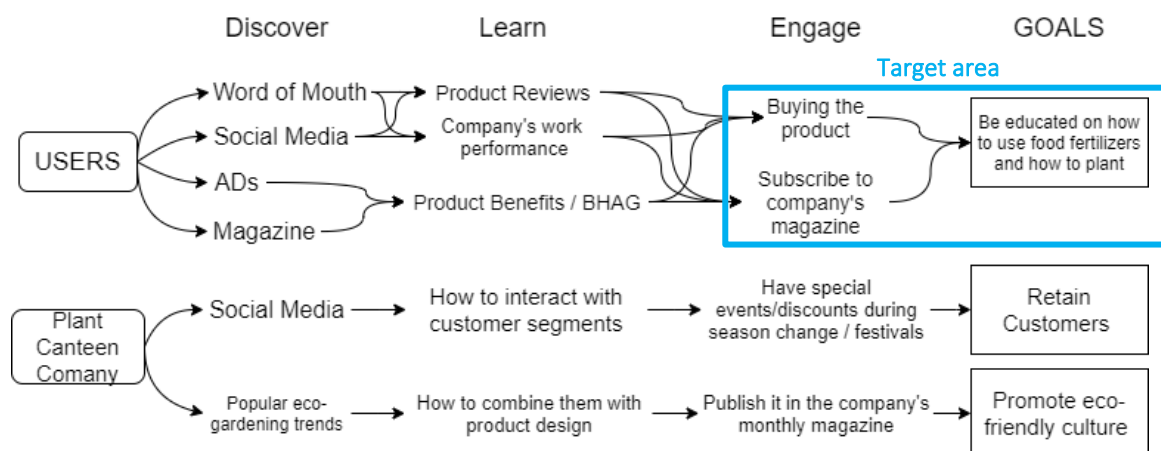 Discover
Learn
Engage
GOALS
Target area
USERS
Word of Mouth
Social Media
ADs
Magazine
Product Reviews
Company's work
performance
Product Benefits / BHAG
Buying the
product
Subscribe to
company's
magazine
Be educated on how
to use food fertilizers
and how to plant
Plant
Canteen
Comany
Social Media
How to interact with
customer segments
Have special
events/discounts during
season change / festivals
Retain
Customers
Popular eco-
gardening trends
How to combine them with
product design
Publish it in the company's
monthly magazine
Promote eco-
friendly culture